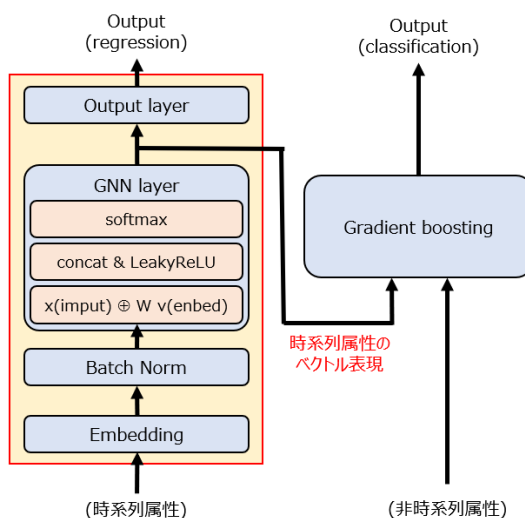 Output
(regression)
Output
(classification)
Output layer
GNN layer
softmax
concat & LeakyReLU
x(imput) ⊕ W v(enbed)
Batch Norm
Embedding
(時系列属性)
Gradient boosting
時系列属性の
ベクトル表現
(非時系列属性)